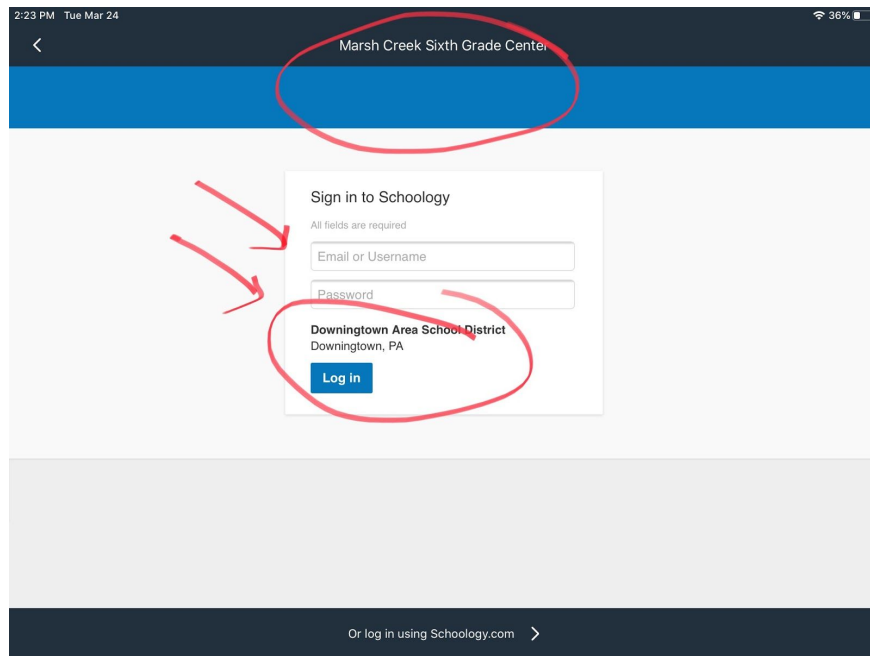 2:23 PM Tue Mar 24 36%
Marsh Creek Sixth Grade Center
Sign in to Schoology
All fields are required
Email or Username
Password
Downingtown Area School District
Downingtown, PA
Log in
Or log in using Schoology.com